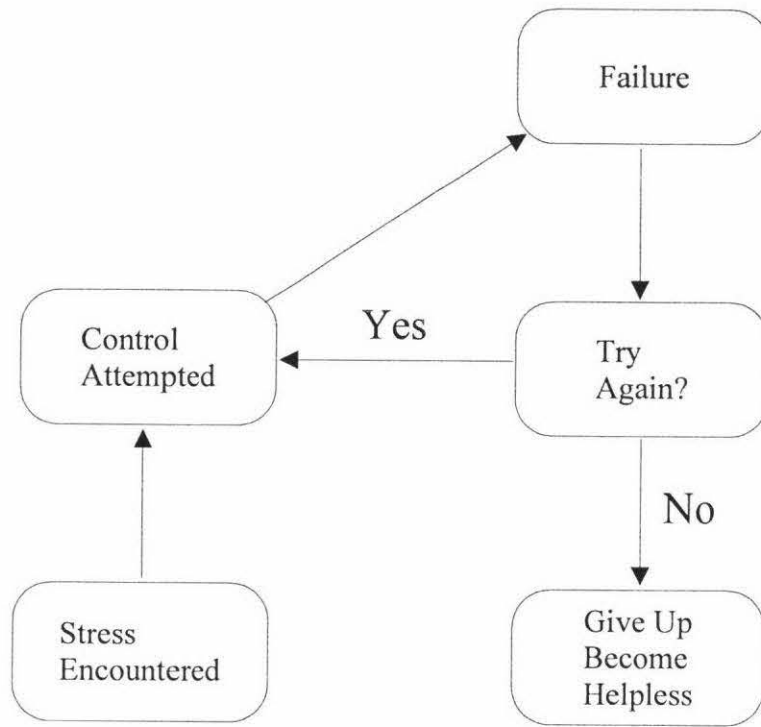 Failure
Yes
Control
Attempted
Try
Again?
No
Stress
Encountered
Give Up
Become
Helpless